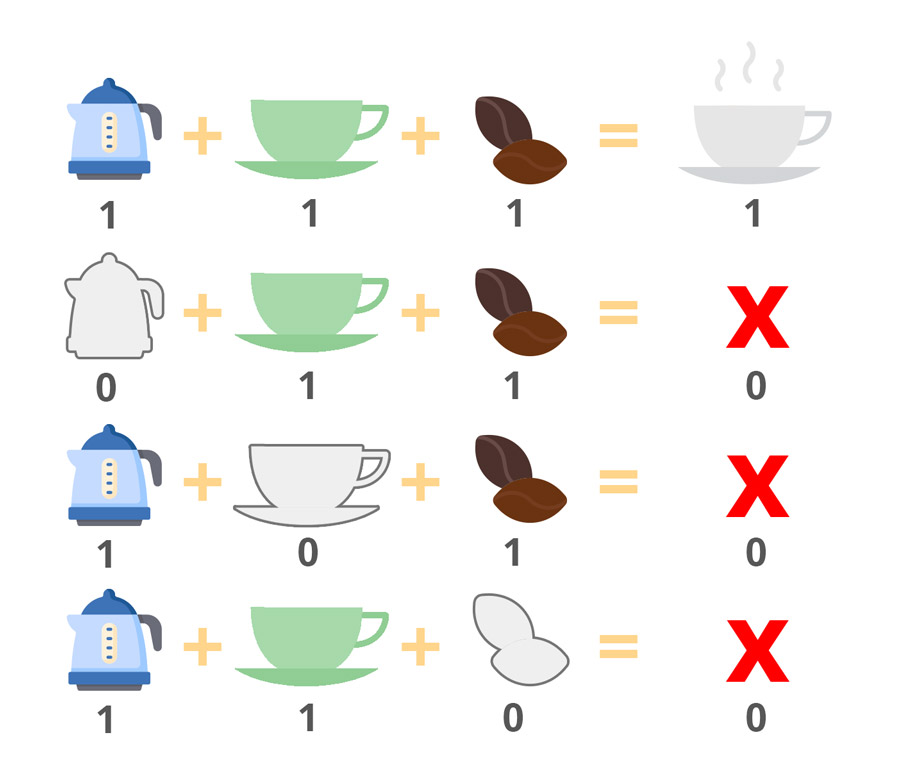 + + =
1 1 1 1
+ + = X
0 1 1 0
+ + = X
1 0 1 0
+ + = X
1 1 0 0